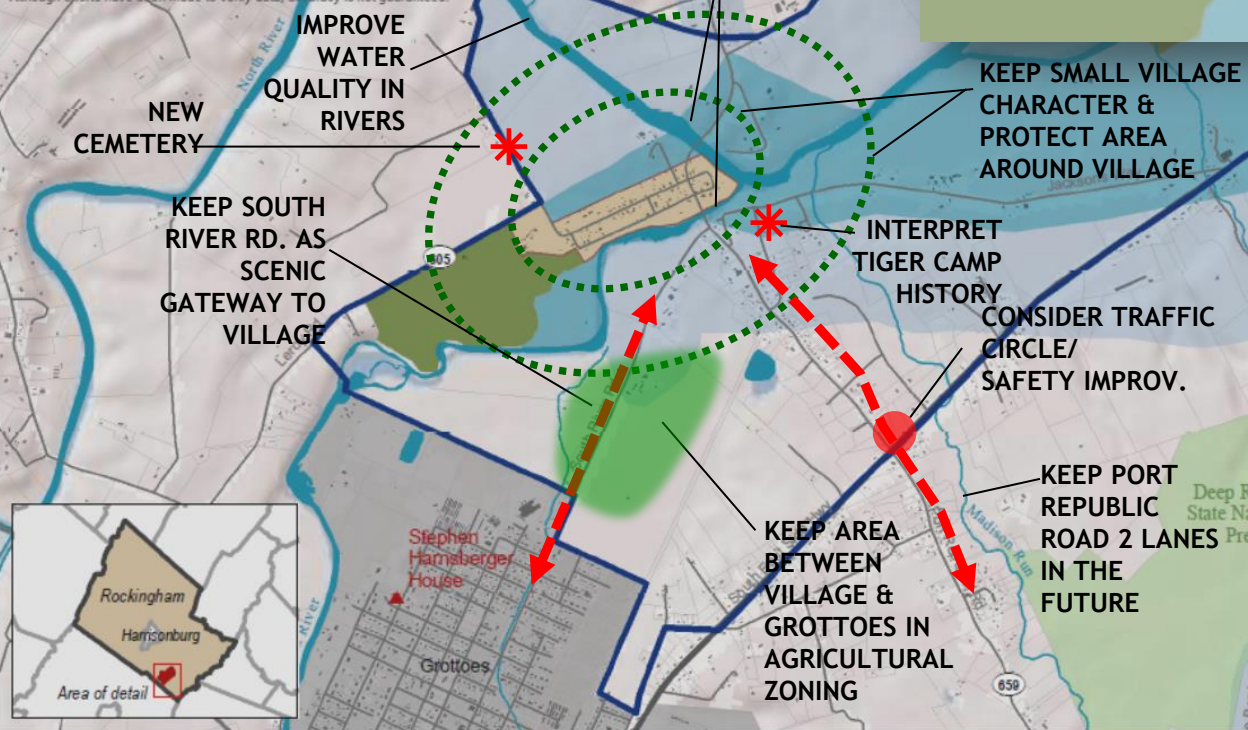 IMPROVE
WATER
QUALITY IN
RIVERS
North River
NEW
CEMETERY
KEEP SMALL VILLAGE
CHARACTER &
PROTECT AREA
AROUND VILLAGE
KEEP SOUTH
RIVER RD. AS
SCENIC
GATEWAY TO
VILLAGE
605
INTERPRET
TIGER CAMP
HISTORY
CONSIDER TRAFFIC
CIRCLE/
SAFETY IMPROV.
KEEP PORT
REPUBLIC
ROAD 2 LANES
IN THE
FUTURE
Madison Run
KEEP AREA
BETWEEN
VILLAGE &
GROTTOES IN
AGRICULTURAL
ZONING
Stephen
Harnsberger
House
Grottoes
River
659
Rockingham
Harrisonburg
Area of detail